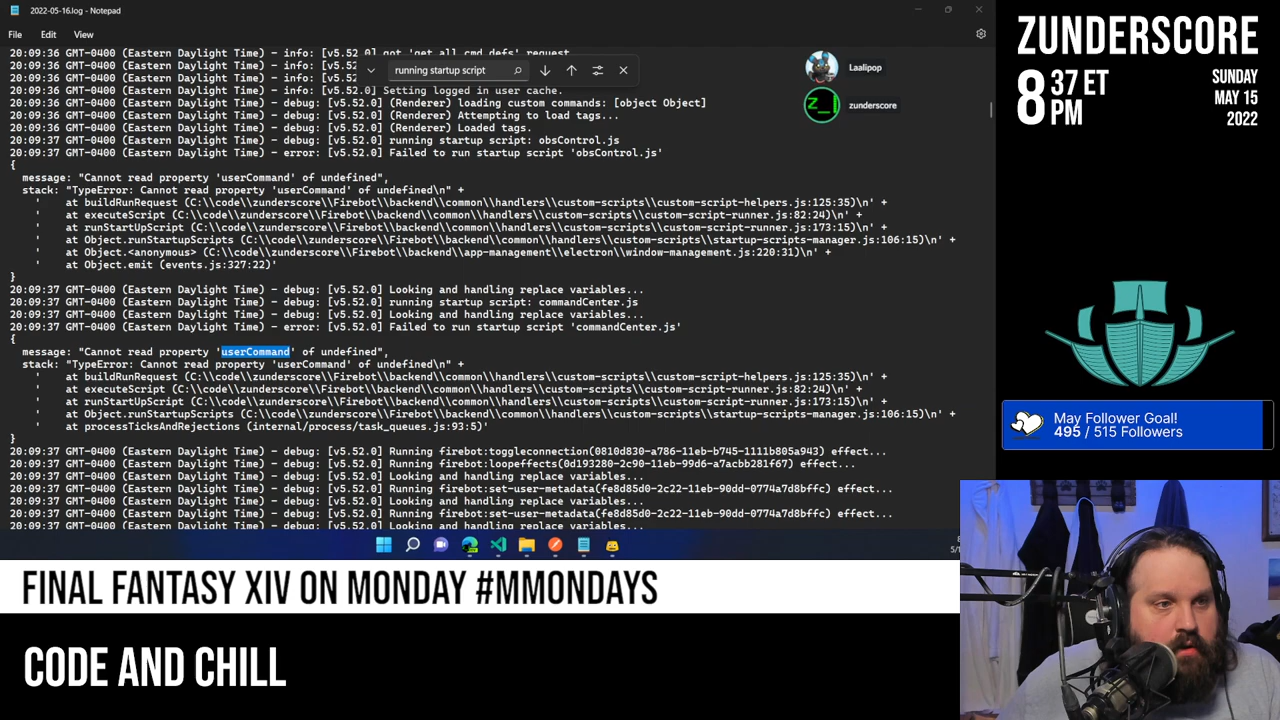 2022-05-16.log - Notepad
File Edit View
20:09:36 GMT-0400 (Eastern Daylight Time) - info: [v5.52.0] got 'get all cmd defs' request
20:09:36 GMT-0400 (Eastern Daylight Time) - info: [v5.
running startup script
20:09:36 GMT-0400 (Eastern Daylight Time) - info: [v5.
20:09:36 GMT-0400 (Eastern Daylight Time) - info: [v5.52.0] Setting logged in user cache.
20:09:36 GMT-0400 (Eastern Daylight Time) - debug: [v5.52.0] (Renderer) loading custom commands: [object Object]
20:09:36 GMT-0400 (Eastern Daylight Time) - debug: [v5.52.0] (Renderer) Attempting to load tags...
20:09:36 GMT-0400 (Eastern Daylight Time) - debug: [v5.52.0] (Renderer) Loaded tags.
20:09:37 GMT-0400 (Eastern Daylight Time) - debug: [v5.52.0] running startup script: obsControl.js
20:09:37 GMT-0400 (Eastern Daylight Time) - error: [v5.52.0] Failed to run startup script 'obsControl.js'
{
message: "Cannot read property 'userCommand' of undefined",
stack: "TypeError: Cannot read property 'userCommand' of undefined\n" +
' at buildRunRequest (C:\\code\\zunderscore\\Firebot\\backend\\common\\handlers\\custom-scripts\\custom-script-helpers.js:125:35)\n' +
' at executeScript (C:\\code\\zunderscore\\Firebot\\backend\\common\\handlers\\custom-scripts\\custom-script-runner.js:82:24)\n' +
' at runStartUpScript (C:\\code\\zunderscore\\Firebot\\backend\\common\\handlers\\custom-scripts\\custom-script-runner.js:173:15)\n' +
' at Object.runStartupScripts (C:\\code\\zunderscore\\Firebot\\backend\\common\\handlers\\custom-scripts\\startup-scripts-manager.js:106:15)\n' +
' at Object.<anonymous> (C:\\code\\zunderscore\\Firebot\\backend\\app-management\\electron\\window-management.js:220:31)\n' +
' at Object.emit (events.js:327:22)'
}
20:09:37 GMT-0400 (Eastern Daylight Time) - debug: [v5.52.0] Looking and handling replace variables...
20:09:37 GMT-0400 (Eastern Daylight Time) - debug: [v5.52.0] running startup script: commandCenter.js
20:09:37 GMT-0400 (Eastern Daylight Time) - debug: [v5.52.0] Looking and handling replace variables...
20:09:37 GMT-0400 (Eastern Daylight Time) - error: [v5.52.0] Failed to run startup script 'commandCenter.js'
{
message: "Cannot read property 'userCommand' of undefined",
stack: "TypeError: Cannot read property 'userCommand' of undefined\n" +
' at buildRunRequest (C:\\code\\zunderscore\\Firebot\\backend\\common\\handlers\\custom-scripts\\custom-script-helpers.js:125:35)\n' +
' at executeScript (C:\\code\\zunderscore\\Firebot\\backend\\common\\handlers\\custom-scripts\\custom-script-runner.js:82:24)\n' +
' at runStartUpScript (C:\\code\\zunderscore\\Firebot\\backend\\common\\handlers\\custom-scripts\\custom-script-runner.js:173:15)\n' +
' at Object.runStartupScripts (C:\\code\\zunderscore\\Firebot\\backend\\common\\handlers\\custom-scripts\\startup-scripts-manager.js:106:15)\n' +
' at processTicksAndRejections (internal/process/task_queues.js:93:5)'
}
20:09:37 GMT-0400 (Eastern Daylight Time) - debug: [v5.52.0] Running firebot:toggleconnection(0810d830-a786-11eb-b745-1111b805a943) effect...
20:09:37 GMT-0400 (Eastern Daylight Time) - debug: [v5.52.0] Running firebot:loopeffects(0d193280-2c90-11eb-99d6-a7acbb281f67) effect...
20:09:37 GMT-0400 (Eastern Daylight Time) - debug: [v5.52.0] Looking and handling replace variables...
20:09:37 GMT-0400 (Eastern Daylight Time) - debug: [v5.52.0] Running firebot:set-user-metadata(fe8d85d0-2c22-11eb-90dd-0774a7d8bffc) effect...
20:09:37 GMT-0400 (Eastern Daylight Time) - debug: [v5.52.0] Looking and handling replace variables...
20:09:37 GMT-0400 (Eastern Daylight Time) - debug: [v5.52.0] Running firebot:set-user-metadata(fe8d85d0-2c22-11eb-90dd-0774a7d8bffc) effect...
20:09:37 GMT-0400 (Eastern Daylight Time) - debug: [v5.52.0] Looking and handling replace variables...
Laalipop
z_
zunderscore
ZUNDERSCORE
8 37 ET PM
SUNDAY
MAY 15
2022
May Follower Goal!
495 / 515 Followers
FINAL FANTASY XIV ON MONDAY #MMONDAYS
CODE AND CHILL